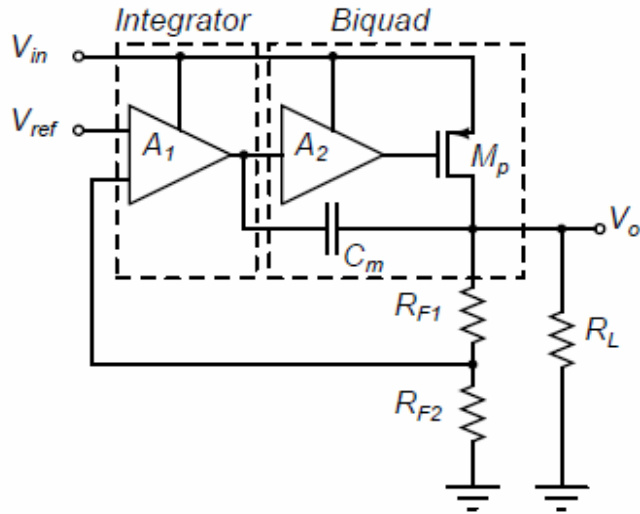 Integrator
Biquad
Vin
Vref
A1
A2
Mp
Vo
Cm
RF1
RL
RF2